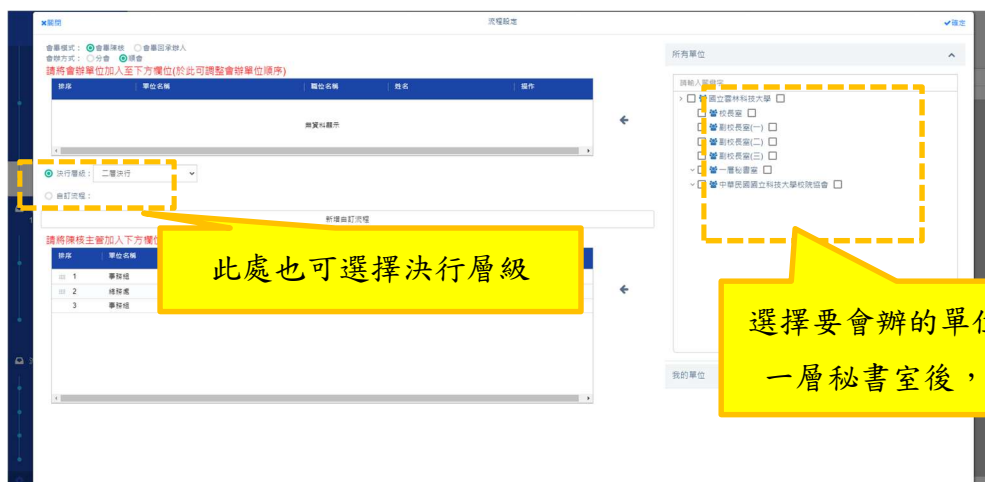 ×關閉
流程設定
✔確定
會畢模式： 會畢陳核 會畢回承辦人
會辦方式： 分會 順會
請將會辦單位加入至下方欄位(於此可調整會辦單位順序)
排序 單位名稱 職位名稱 姓名 操作
無資料顯示
決行層級： 二層決行
自訂流程：
新增自訂流程
請將陳核主管加入下方欄位
排序 單位名稱
1 事務組
2 總務處
3 事務組
此處也可選擇決行層級
所有單位
請輸入關鍵字
國立雲林科技大學
校長室
副校長室(一)
副校長室(二)
副校長室(三)
一層秘書室
中華民國國立科技大學校院協會
選擇要會辦的單位
一層秘書室後，
我的單位